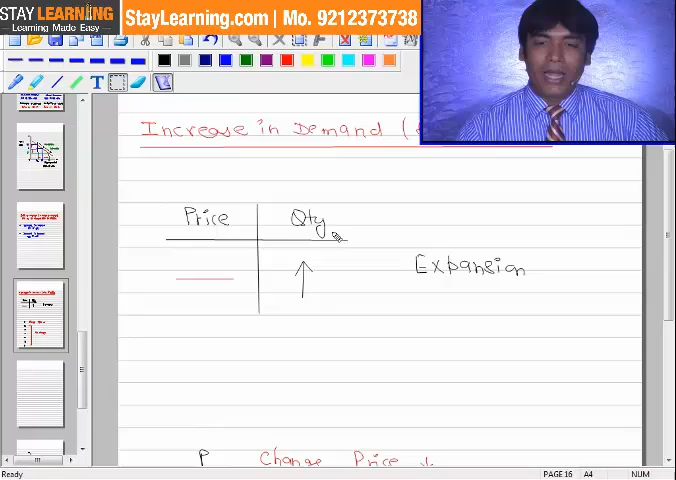 STAY LEARNING
Learning Made Easy
StayLearning.com | Mo. 9212373738
T
Increase in Demand (
Price Qty
Expansion
P Change Price
Ready PAGE 16 A4 NUM